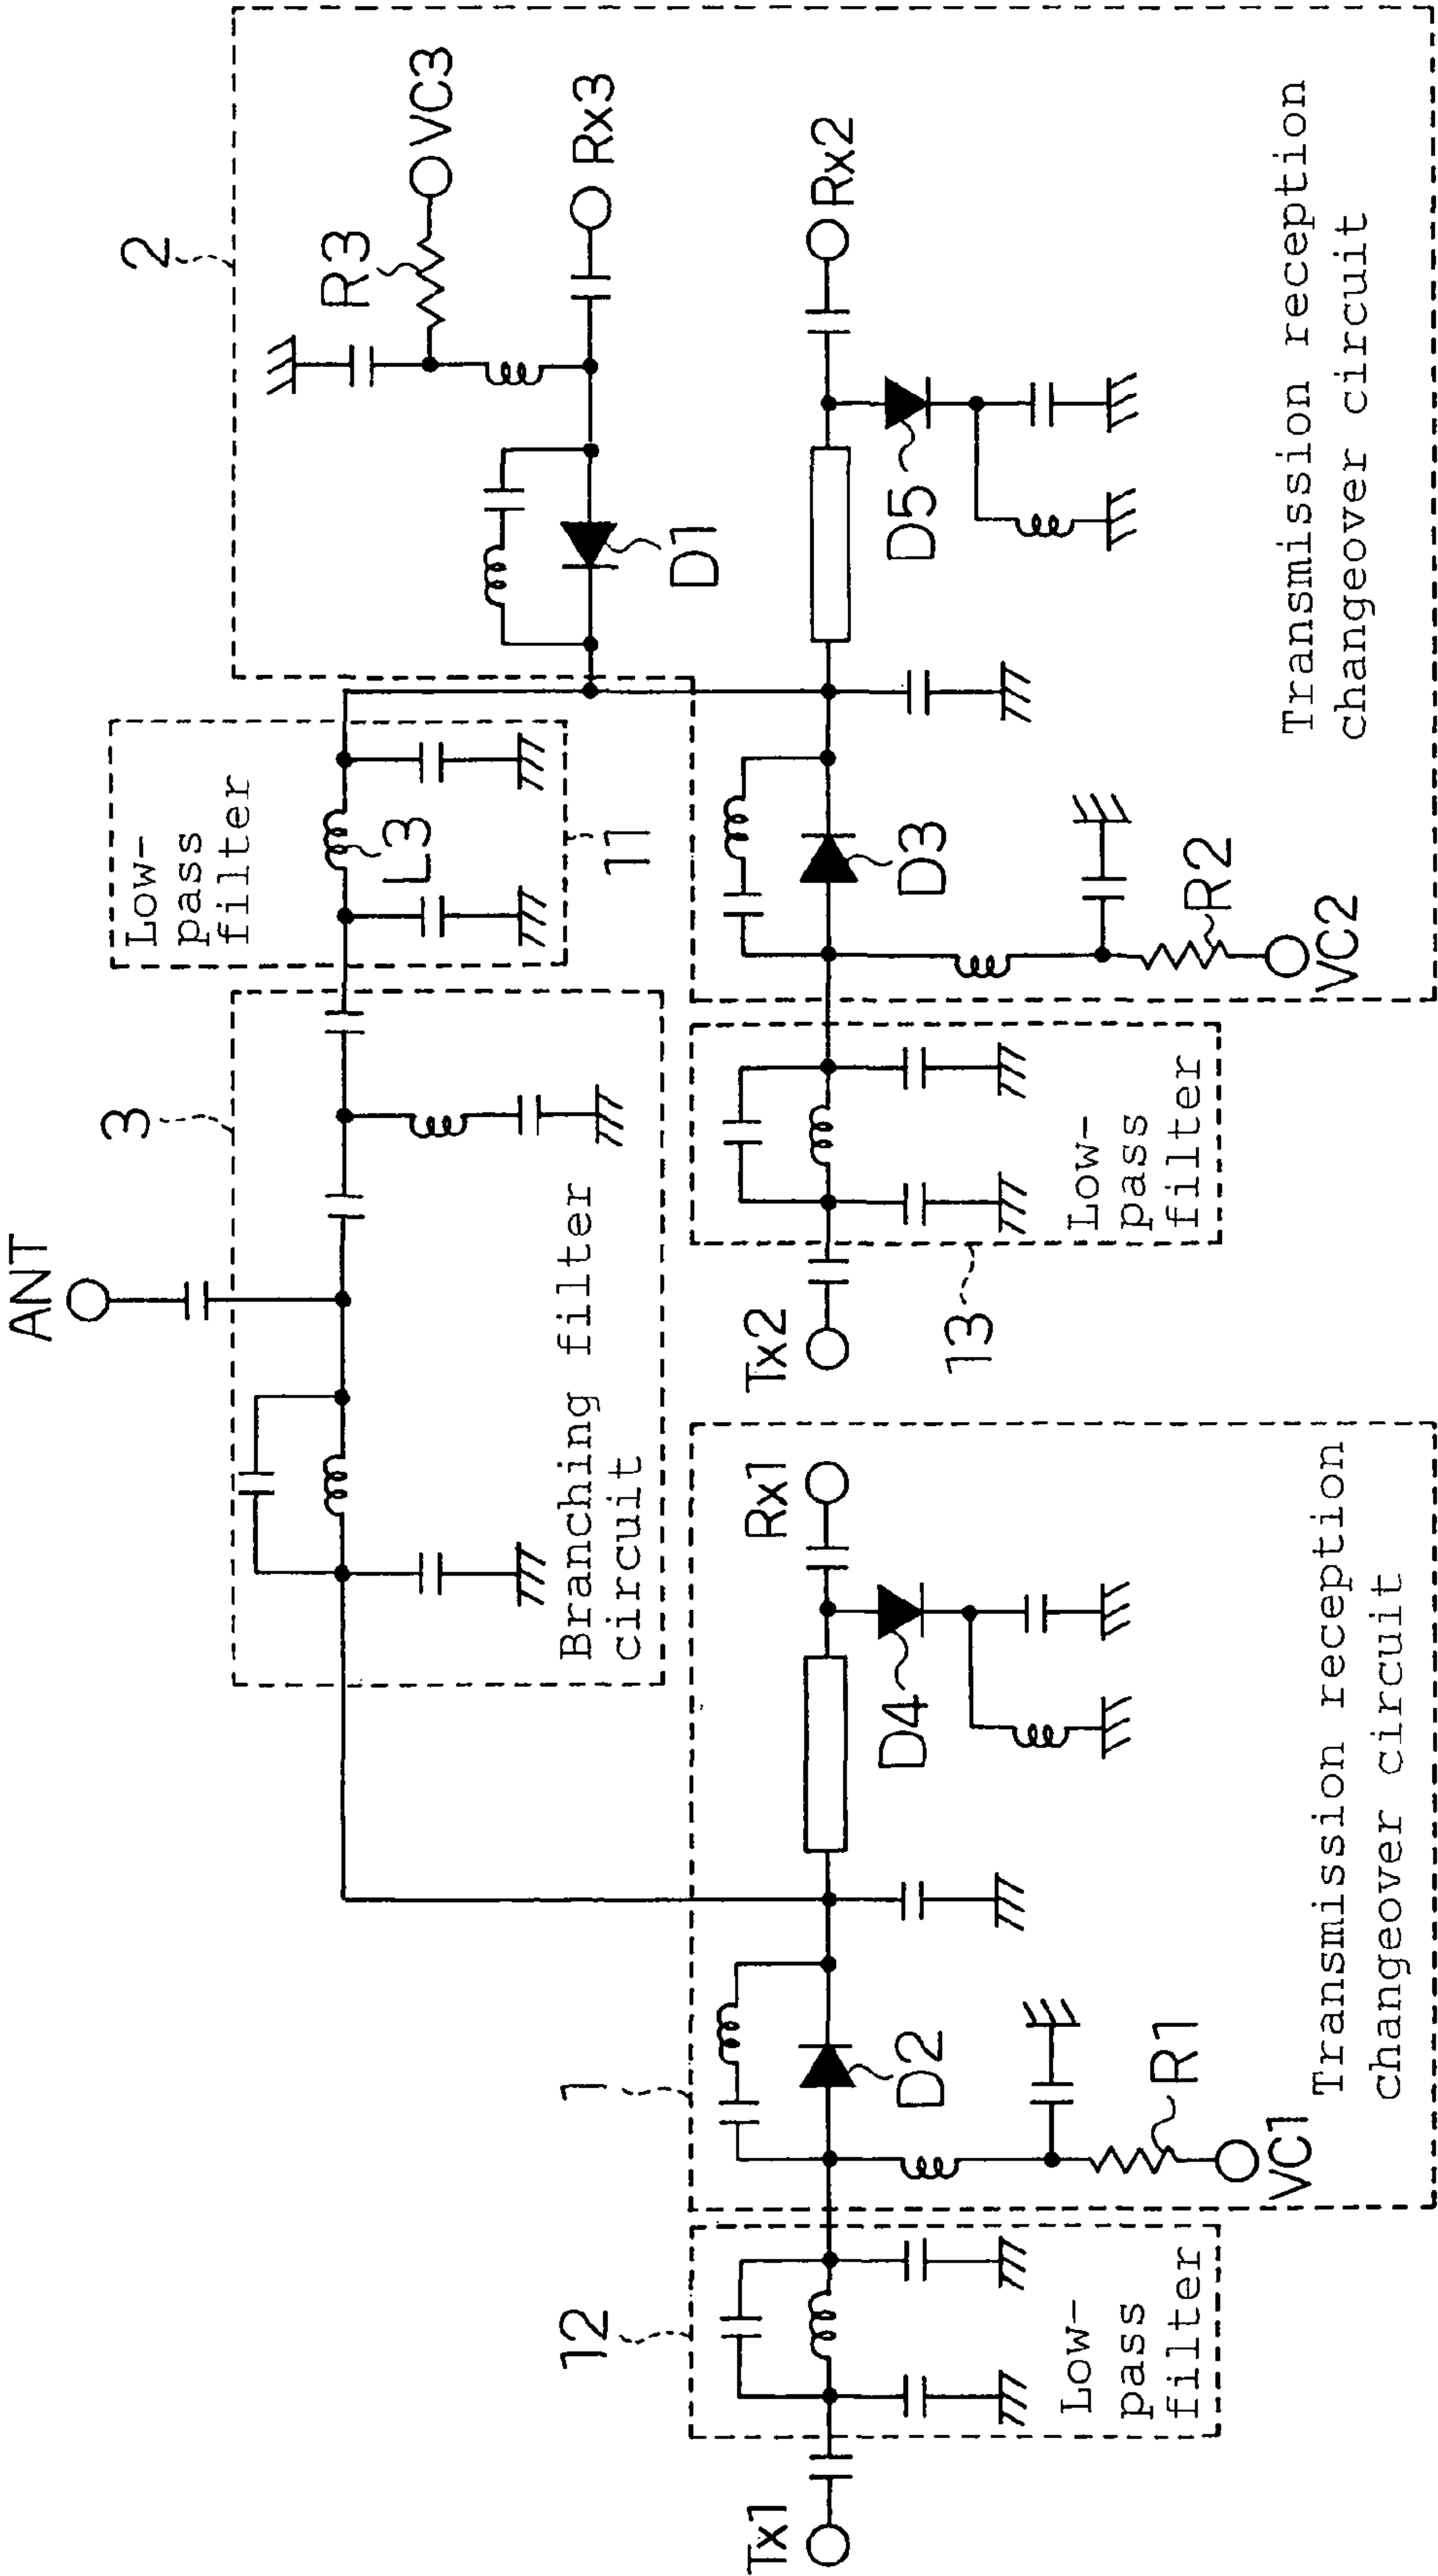 ANT
3
2
Low-
pass
filter
L3
11
R3
VC3
Rx3
D1
Branching filter
circuit
12
1
Tx1
Low-
pass
filter
D2
R1
VC1
D4
Rx1
Transmission reception
changeover circuit
Tx2
13
Low-
pass
filter
D3
R2
VC2
D5
Rx2
Transmission reception
changeover circuit